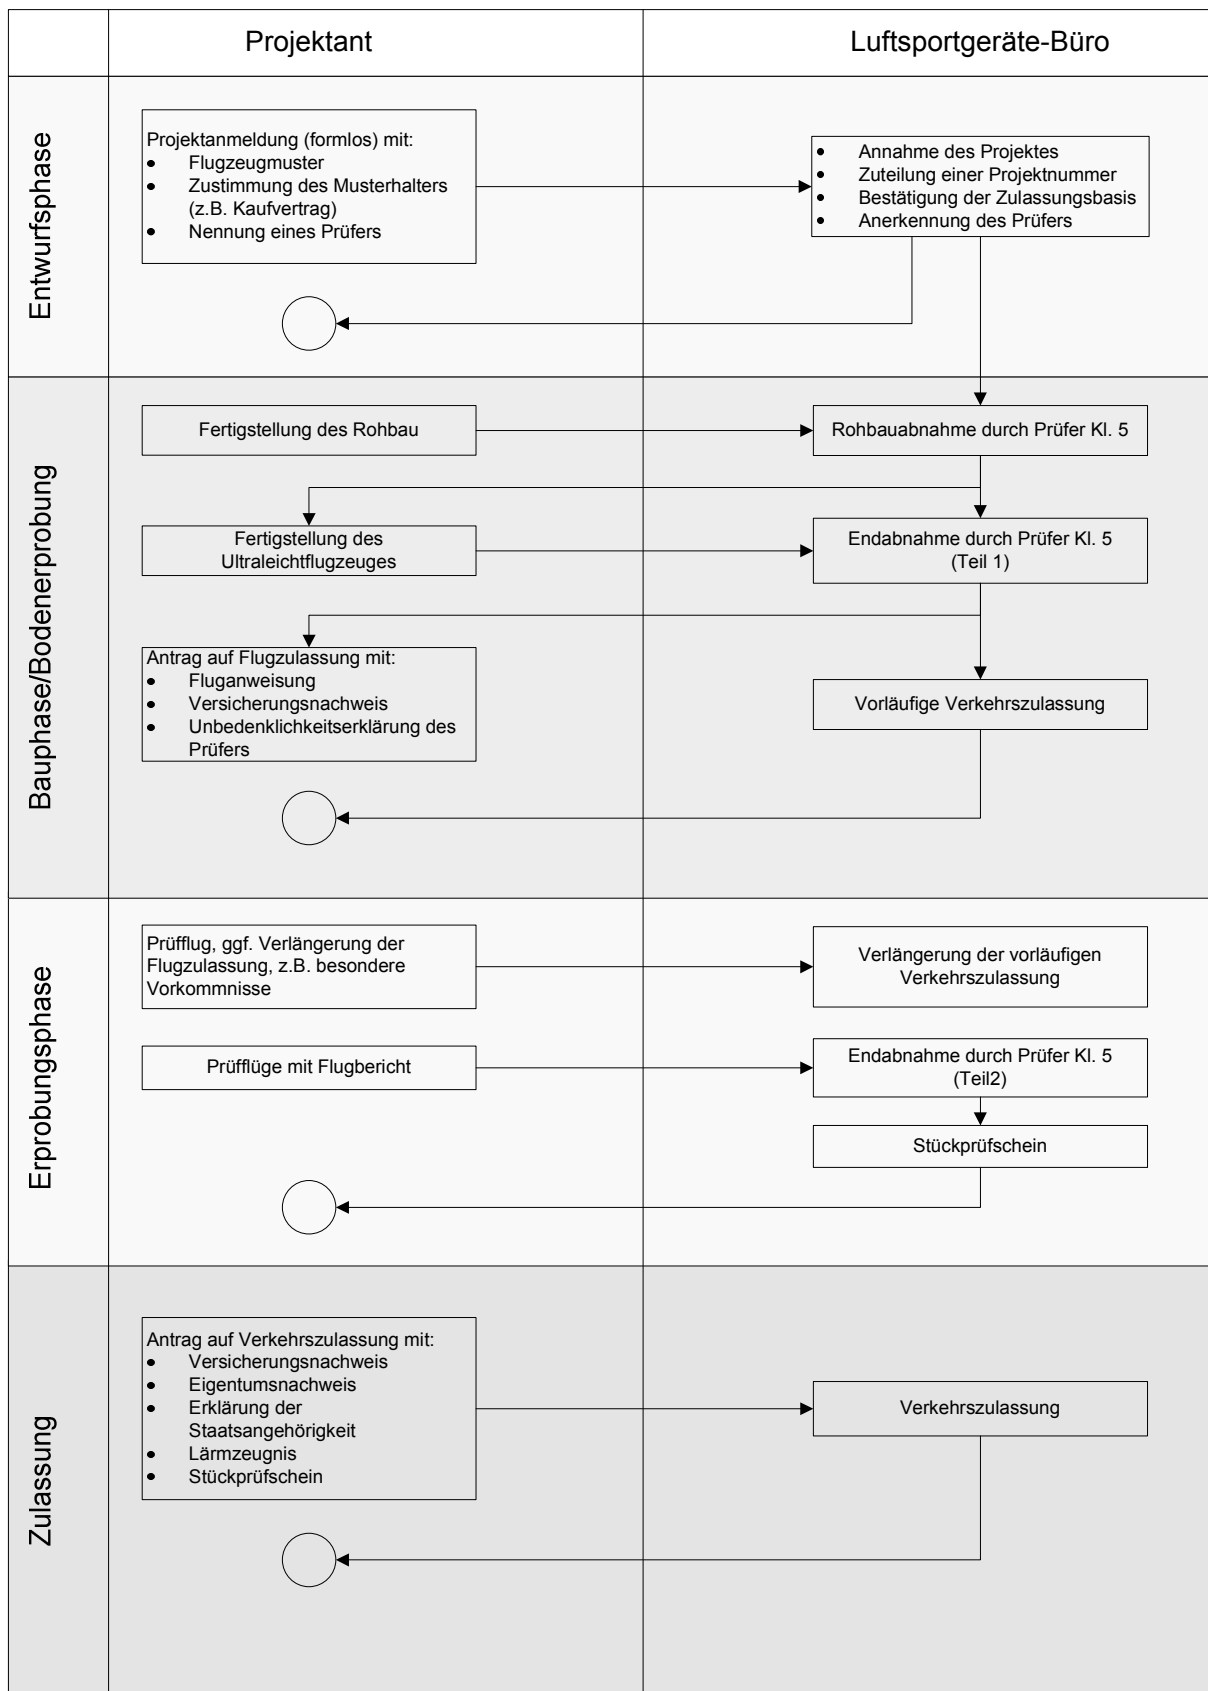 Projektant
Luftsportgeräte-Büro
Entwurfsphase
Projektanmeldung (formlos) mit:
• Flugzeugmuster
• Zustimmung des Musterhalters
(z.B. Kaufvertrag)
• Nennung eines Prüfers
• Annahme des Projektes
• Zuteilung einer Projektnummer
• Bestätigung der Zulassungsbasis
• Anerkennung des Prüfers
Bauphase/Bodenerprobung
Fertigstellung des Rohbau
Rohbauabnahme durch Prüfer Kl. 5
Fertigstellung des
Ultraleichtflugzeuges
Endabnahme durch Prüfer Kl. 5
(Teil 1)
Antrag auf Flugzulassung mit:
• Fluganweisung
• Versicherungsnachweis
• Unbedenklichkeitserklärung des
Prüfers
Vorläufige Verkehrszulassung
Erprobungsphase
Prüfflug, ggf. Verlängerung der
Flugzulassung, z.B. besondere
Vorkommnisse
Verlängerung der vorläufigen
Verkehrszulassung
Prüfflüge mit Flugbericht
Endabnahme durch Prüfer Kl. 5
(Teil2)
Stückprüfschein
Zulassung
Antrag auf Verkehrszulassung mit:
• Versicherungsnachweis
• Eigentumsnachweis
• Erklärung der
Staatsangehörigkeit
• Lärmzeugnis
• Stückprüfschein
Verkehrszulassung